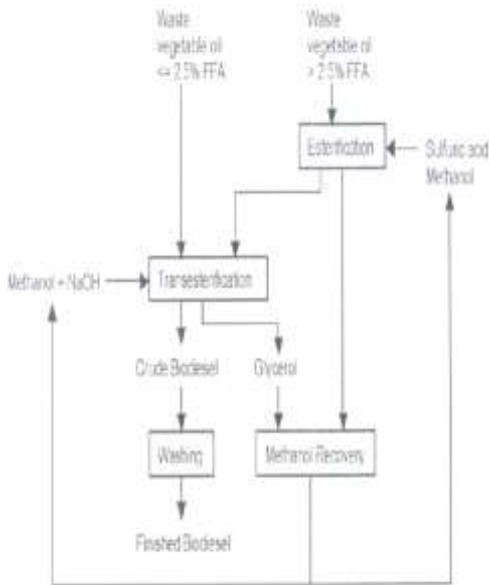 Waste
vegetable oil
<= 2.5% FFA
Waste
vegetable oil
> 2.5% FFA
Esterification
Sulfuric acid
Methanol
Methanol + NaOH
Transesterification
Crude Biodiesel
Glycerol
Washing
Methanol Recovery
Finished Biodiesel